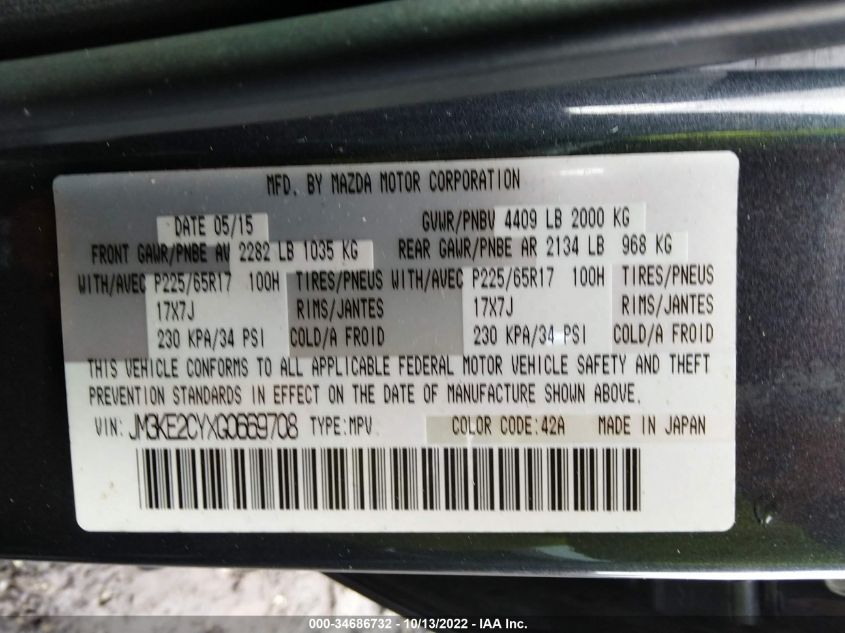 MFD. BY MAZDA MOTOR CORPORATION
DATE 05/15 GVWR/PNBV 4409 LB 2000 KG
FRONT GAWR/PNBE AV 2282 LB 1035 KG REAR GAWR/PNBE AR 2134 LB 968 KG
WITH/AVEC P225/65R17 100H TIRES/PNEUS WITH/AVEC P225/65R17 100H TIRES/PNEUS
17X7J RIMS/JANTES 17X7J RIMS/JANTES
230 KPA/34 PSI COLD/A FROID 230 KPA/34 PSI COLD/A FROID
THIS VEHICLE CONFORMS TO ALL APPLICABLE FEDERAL MOTOR VEHICLE SAFETY AND THEFT
PREVENTION STANDARDS IN EFFECT ON THE DATE OF MANUFACTURE SHOWN ABOVE.
VIN: JM3KE2CYXG0669708 TYPE:MPV COLOR CODE:42A MADE IN JAPAN
000-34686732 - 10/13/2022 - IAA Inc.